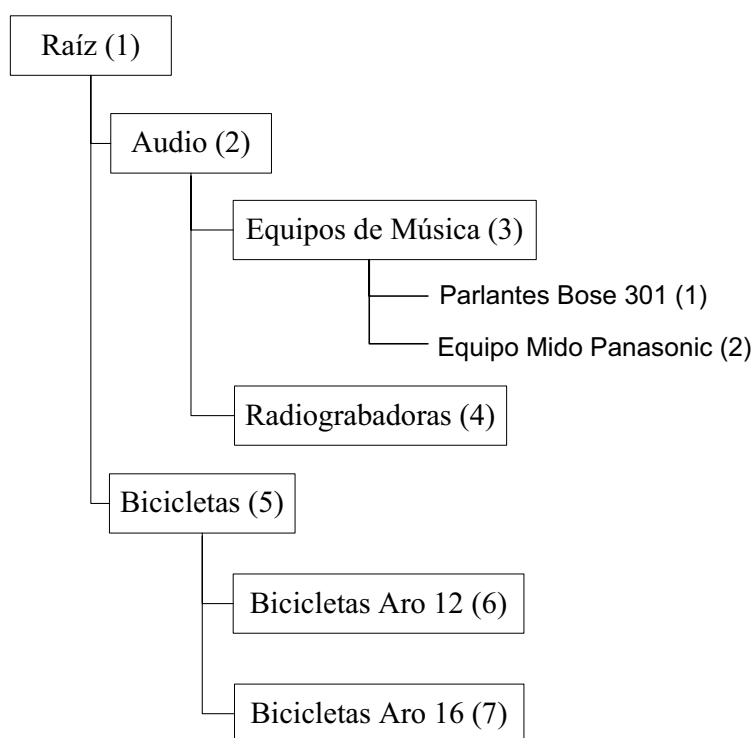 Raíz (1)
Audio (2)
Equipos de Música (3)
Parlantes Bose 301 (1)
Equipo Mido Panasonic (2)
Radiograbadoras (4)
Bicicletas (5)
Bicicletas Aro 12 (6)
Bicicletas Aro 16 (7)